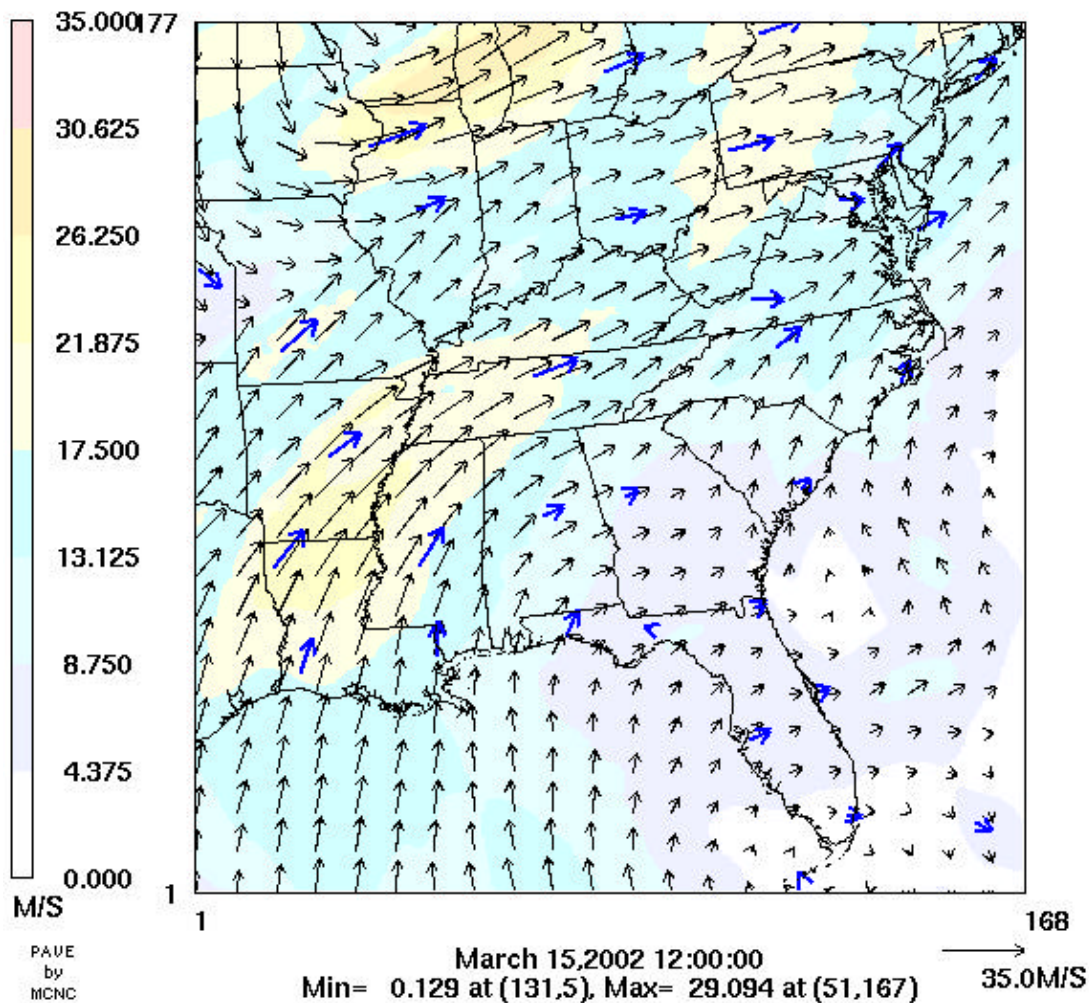 35.000
177
30.625
26.250
21.875
17.500
13.125
8.750
4.375
0.000
1
M/S
1
168
PAVE
by
MCNC
March 15,2002 12:00:00
35.0M/S
Min= 0.129 at (131,5), Max= 29.094 at (51,167)